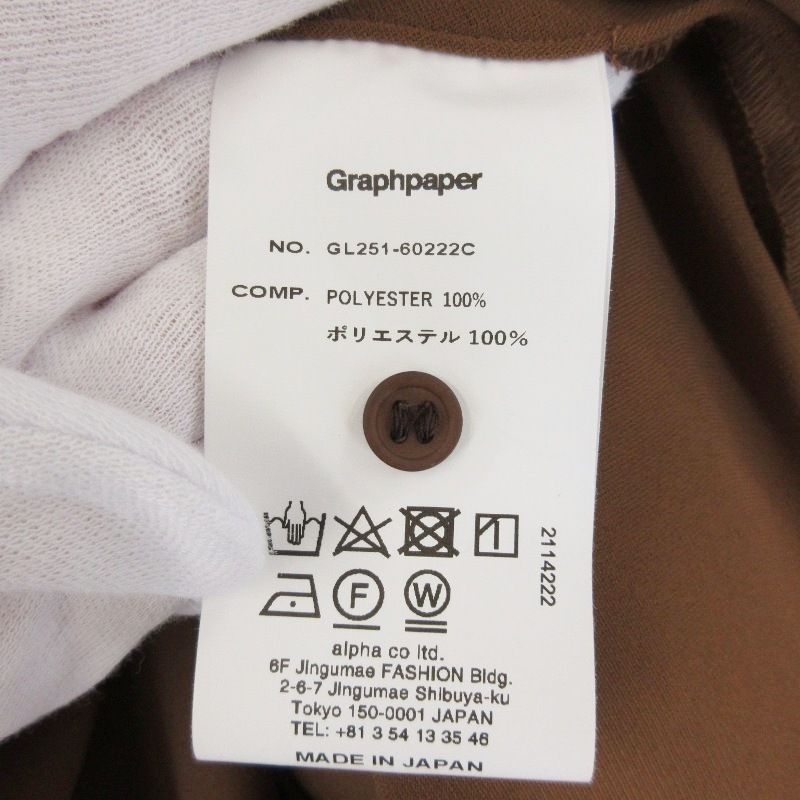 Graphpaper
NO. GL251-60222C
COMP. POLYESTER 100%
ポリエステル 100%
2114222
F W
alpha co ltd.
6F Jingumae FASHION Bldg.
2-6-7 Jingumae Shibuya-ku
Tokyo 150-0001 JAPAN
TEL: +81 3 54 13 35 46
MADE IN JAPAN